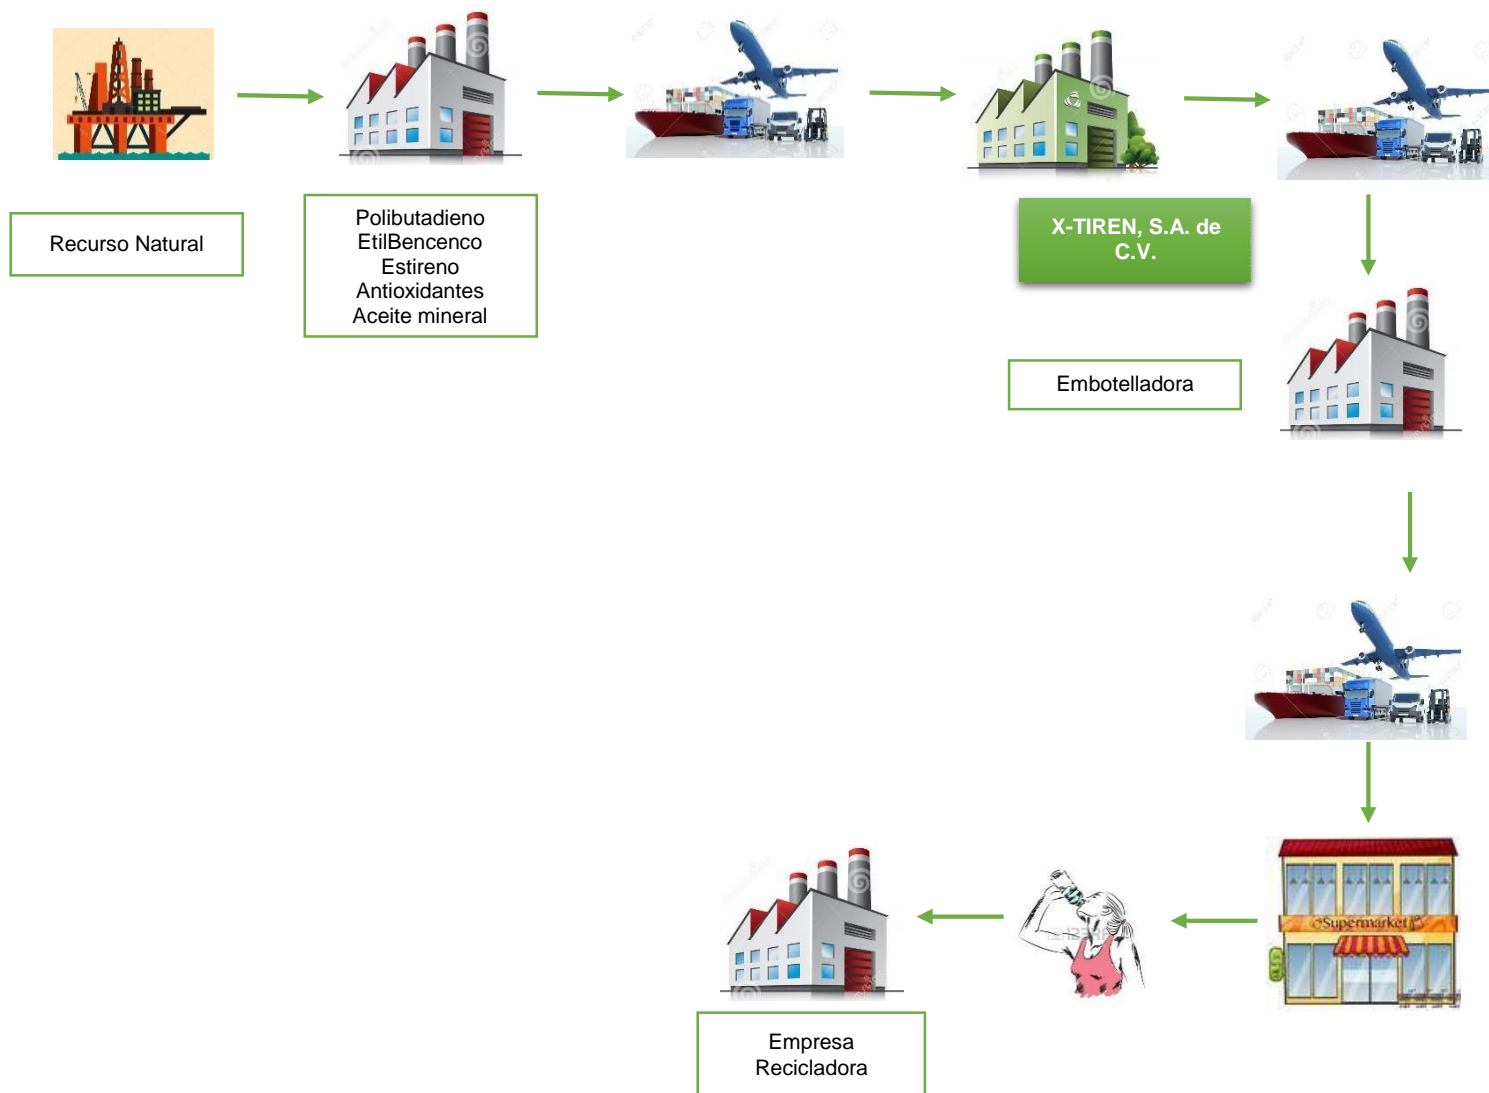 Recurso Natural
Polibutadieno
EtilBencenco
Estireno
Antioxidantes
Aceite mineral
X-TIREN, S.A. de
C.V.
Embotelladora
Supermarket
Empresa
Recicladora